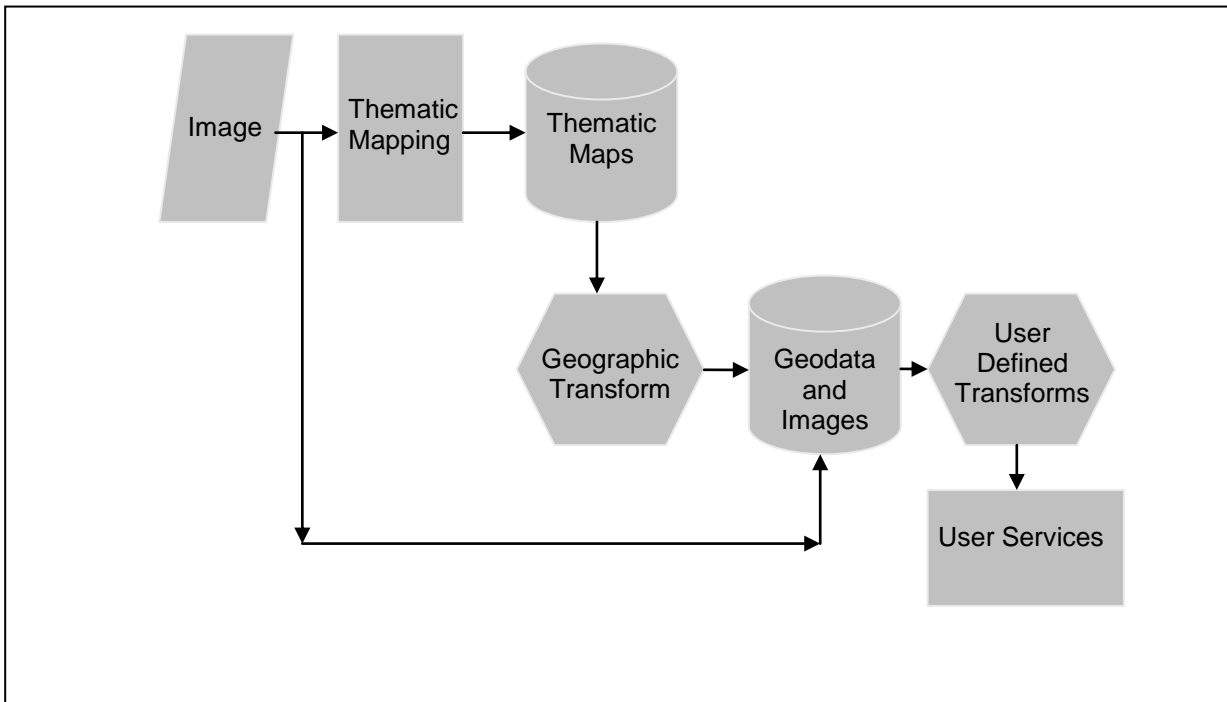 Image
Thematic
Mapping
Thematic
Maps
Geographic
Transform
Geodata
and
Images
User
Defined
Transforms
User Services